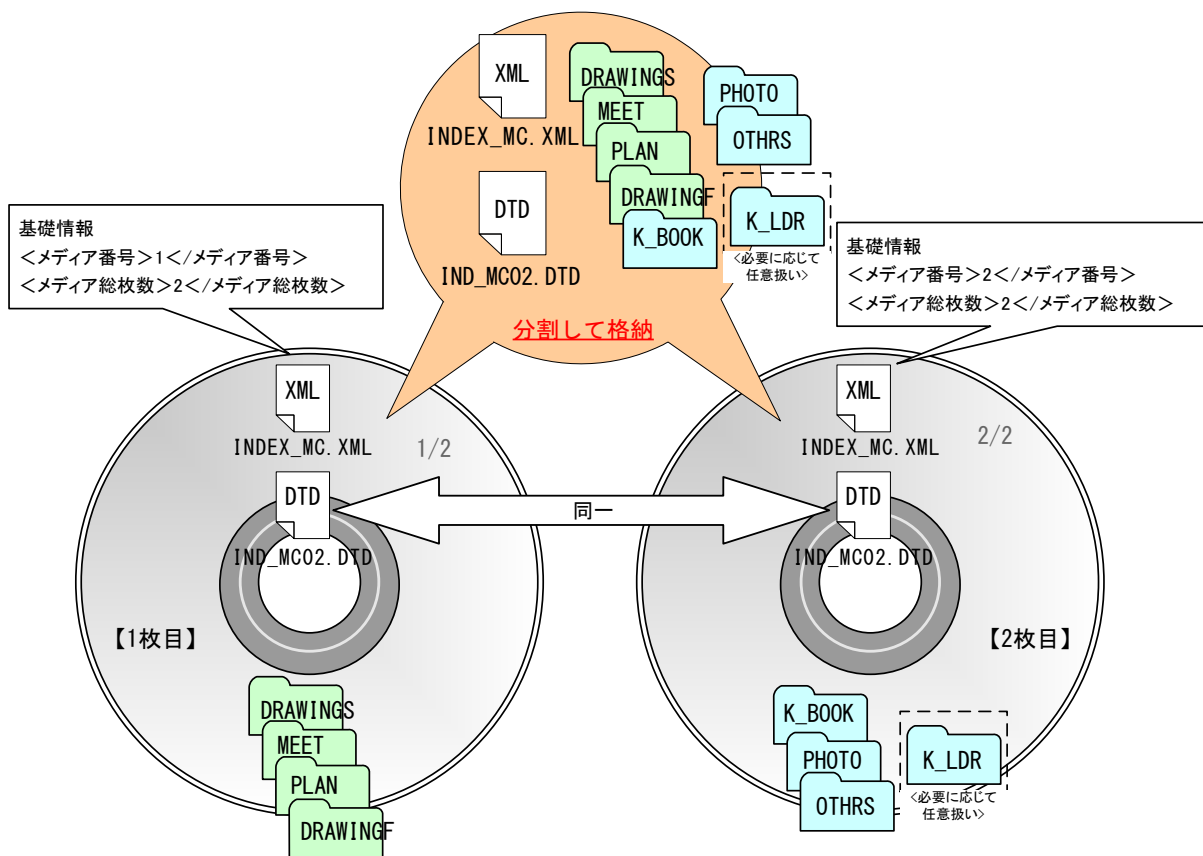 XML
INDEX_MC.XML
DTD
IND_MC02.DTD
DRAWINGS
MEET
PLAN
DRAWINGF
K_BOOK
PHOTO
OTHRS
K_LDR
<必要に応じて
任意扱い>
分割して格納
基礎情報
<メディア番号>1</メディア番号>
<メディア総枚数>2</メディア総枚数>
基礎情報
<メディア番号>2</メディア番号>
<メディア総枚数>2</メディア総枚数>
XML
INDEX_MC.XML
1/2
DTD
IND_MC02.DTD
【1枚目】
DRAWINGS
MEET
PLAN
DRAWINGF
同一
XML
INDEX_MC.XML
2/2
DTD
IND_MC02.DTD
【2枚目】
K_BOOK
PHOTO
OTHRS
K_LDR
<必要に応じて
任意扱い>